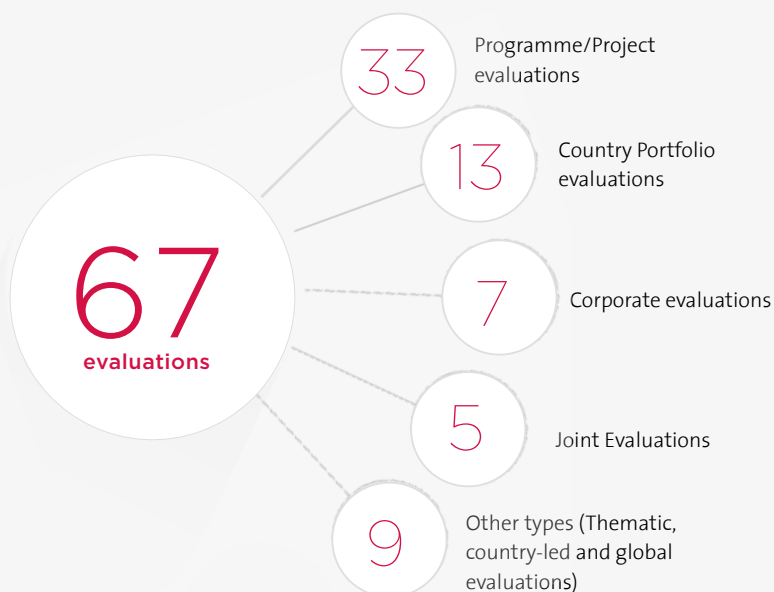 67
evaluations
33
Programme/Project
evaluations
13
Country Portfolio
evaluations
7
Corporate evaluations
5
Joint Evaluations
9
Other types (Thematic,
country-led and global
evaluations)